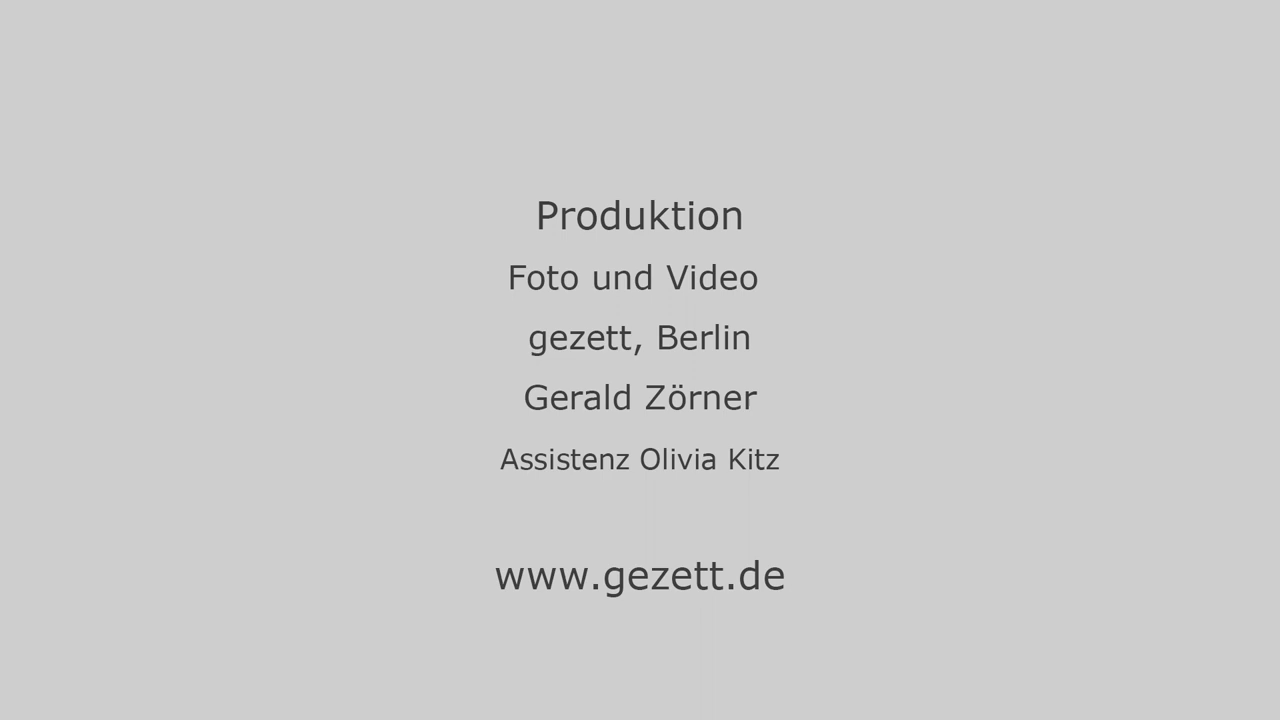 Produktion
Foto und Video
gezett, Berlin
Gerald Zörner
Assistenz Olivia Kitz
www.gezett.de